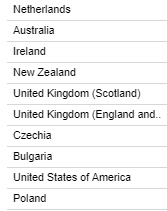 Netherlands
Australia
Ireland
New Zealand
United Kingdom (Scotland)
United Kingdom (England and..
Czechia
Bulgaria
United States of America
Poland